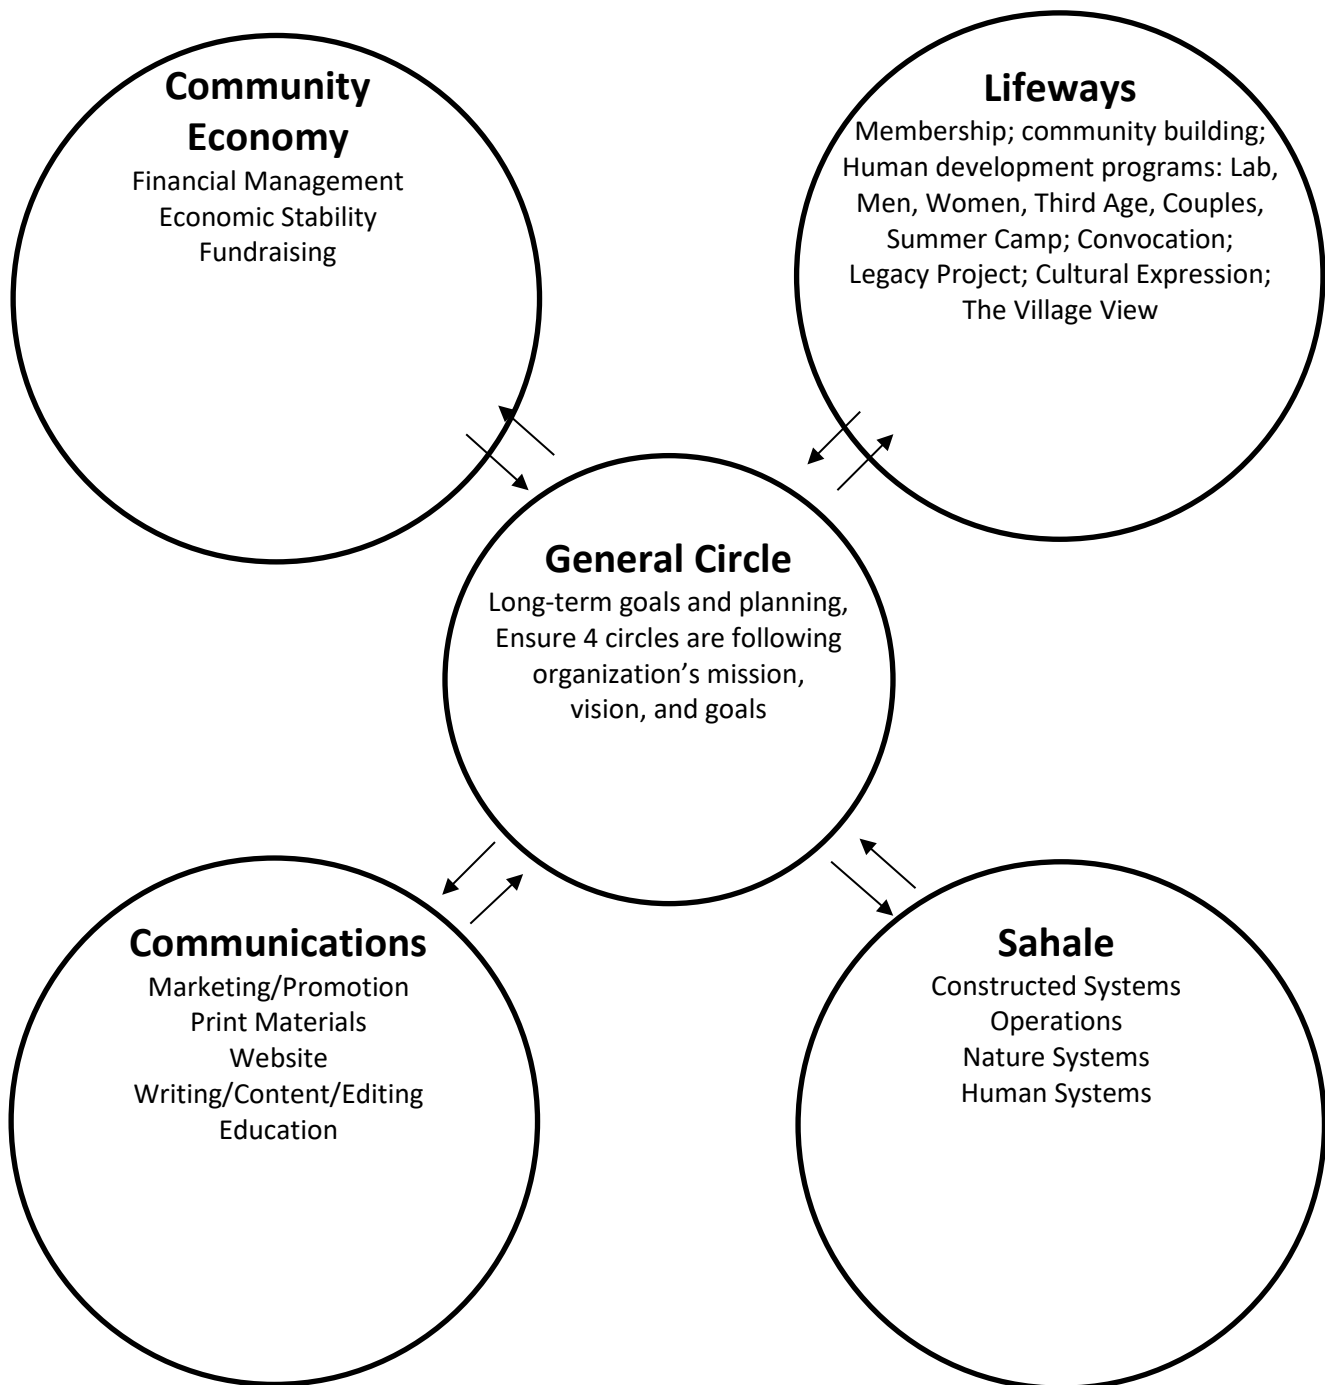 Community
Economy
Financial Management
Economic Stability
Fundraising
Lifeways
Membership; community building;
Human development programs: Lab,
Men, Women, Third Age, Couples,
Summer Camp; Convocation;
Legacy Project; Cultural Expression;
The Village View
General Circle
Long-term goals and planning,
Ensure 4 circles are following
organization’s mission,
vision, and goals
Communications
Marketing/Promotion
Print Materials
Website
Writing/Content/Editing
Education
Sahale
Constructed Systems
Operations
Nature Systems
Human Systems